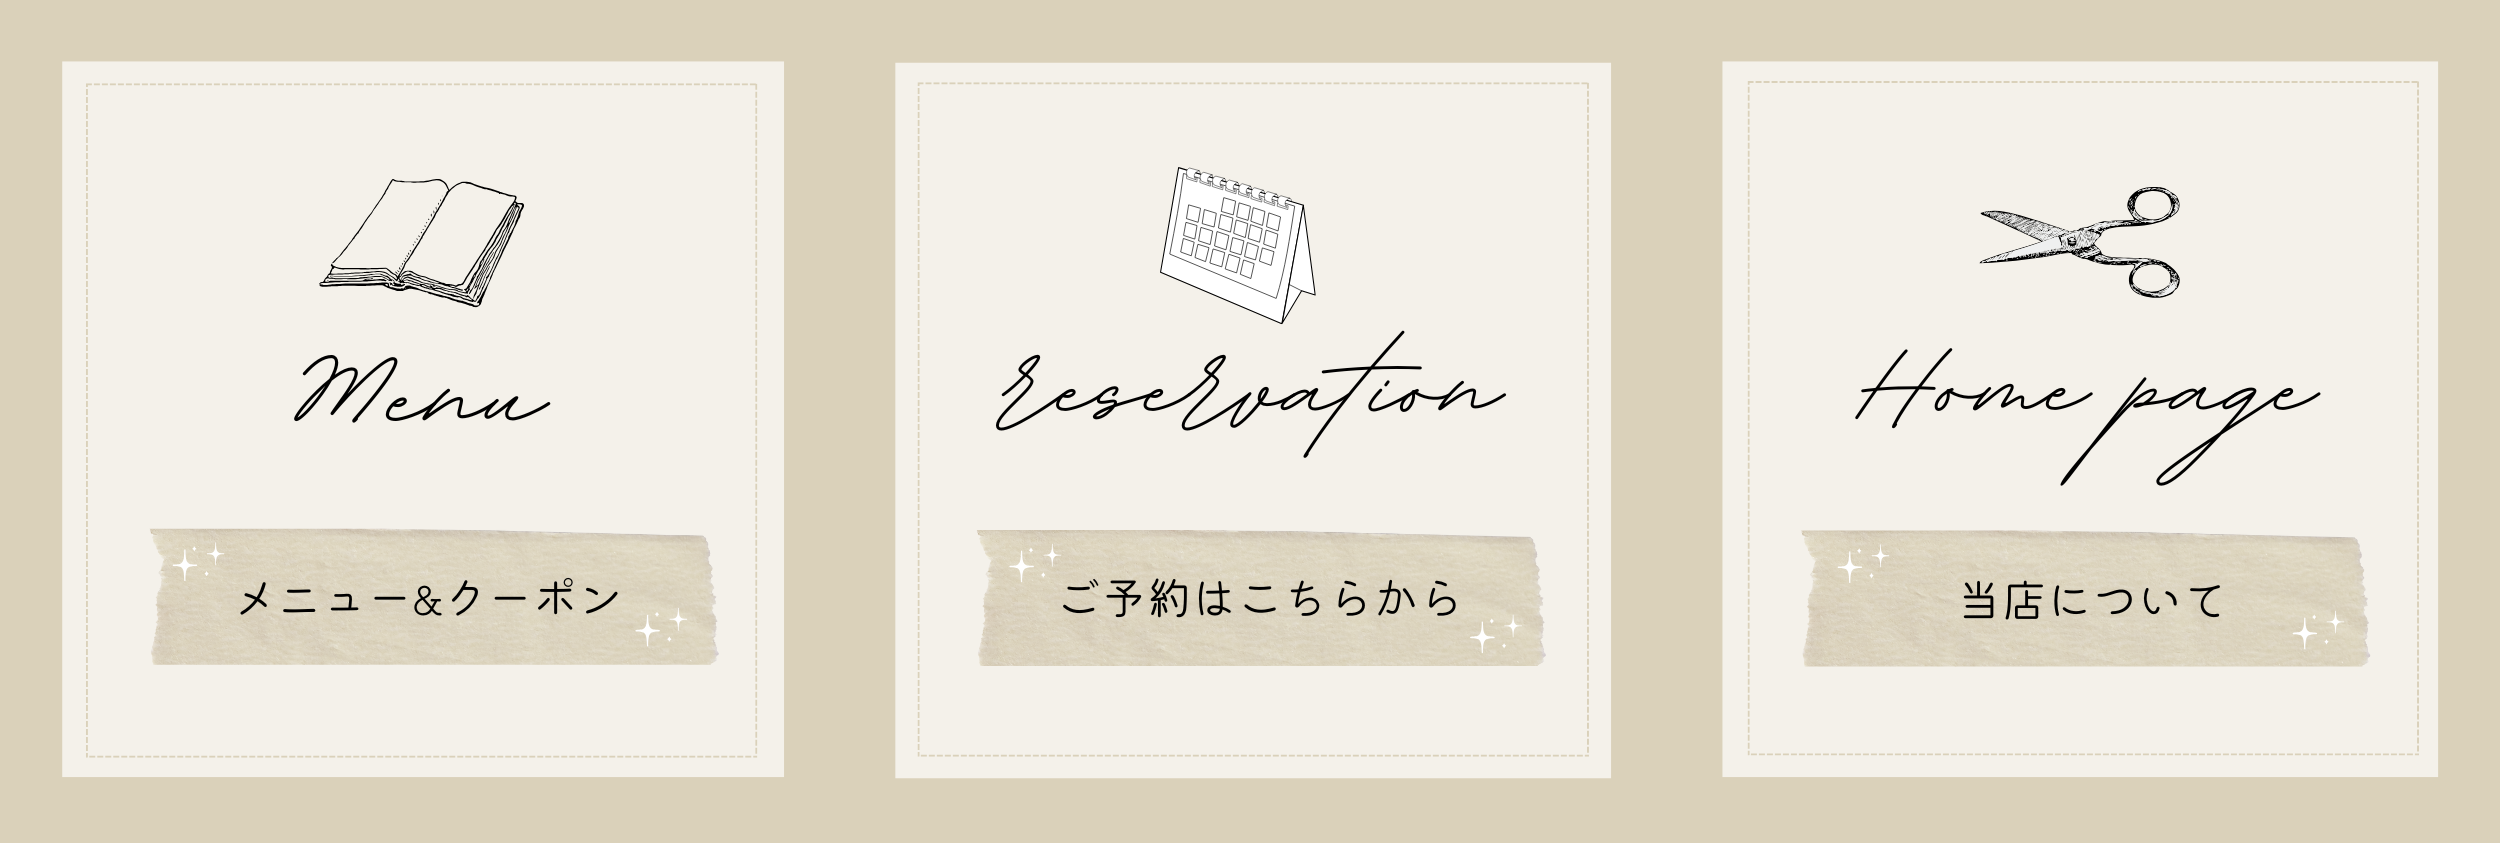 Menu
メニュー&クーポン
Reservation
ご予約はこちらから
Home page
当店について